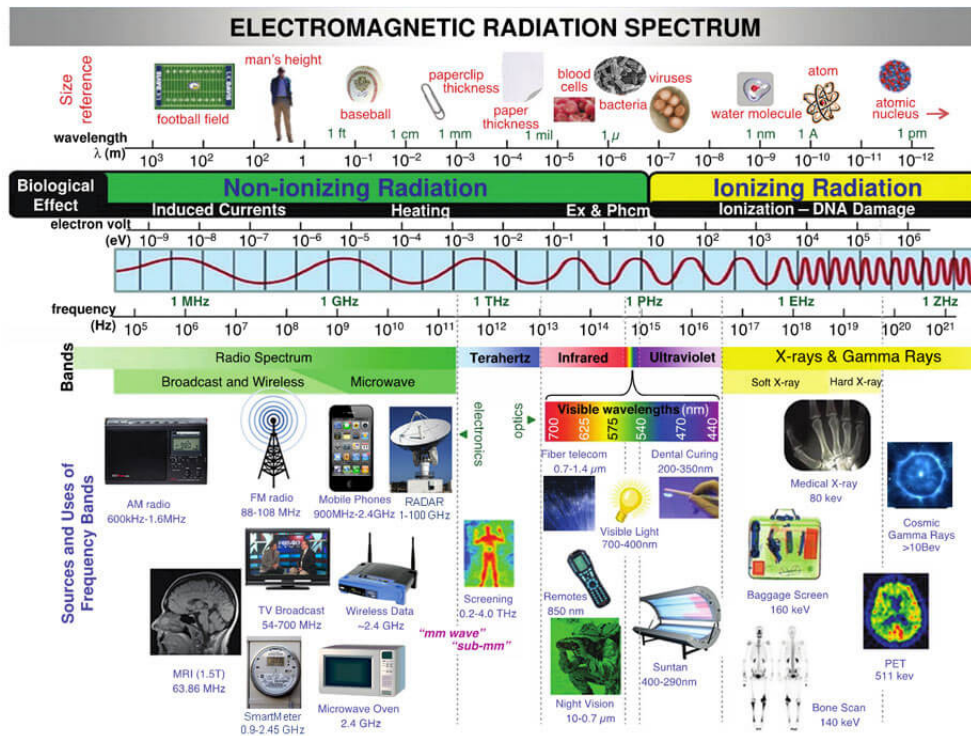 ELECTROMAGNETIC RADIATION SPECTRUM
Size reference
football field
man's height
baseball
paperclip thickness
paper thickness
blood cells
bacteria
viruses
water molecule
atom
atomic nucleus
wavelength
λ (m)
1 ft
1 cm
1 mm
1 mil
1 µ
1 nm
1 A
1 pm
10³ 10² 10² 1 10⁻¹ 10⁻² 10⁻³ 10⁻⁴ 10⁻⁵ 10⁻⁶ 10⁻⁷ 10⁻⁸ 10⁻⁹ 10⁻¹⁰ 10⁻¹¹ 10⁻¹²
Biological Effect
Non-ionizing Radiation
Ionizing Radiation
Induced Currents
Heating
Ex & Phcm
Ionization – DNA Damage
electron volt
(eV)
10⁻⁹ 10⁻⁸ 10⁻⁷ 10⁻⁶ 10⁻⁵ 10⁻⁴ 10⁻³ 10⁻² 10⁻¹ 1 10 10² 10³ 10⁴ 10⁵ 10⁶
frequency
(Hz)
1 MHz
1 GHz
1 THz
1 PHz
1 EHz
1 ZHz
10⁵ 10⁶ 10⁷ 10⁸ 10⁹ 10¹⁰ 10¹¹ 10¹² 10¹³ 10¹⁴ 10¹⁵ 10¹⁶ 10¹⁷ 10¹⁸ 10¹⁹ 10²⁰ 10²¹
Bands
Radio Spectrum
Terahertz
Infrared
Ultraviolet
X-rays & Gamma Rays
Broadcast and Wireless
Microwave
Soft X-ray
Hard X-ray
electronics
optics
Visible wavelengths (nm)
700 625 575 540 470 440
Sources and Uses of
Frequency Bands
AM radio
600kHz-1.6MHz
FM radio
88-108 MHz
Mobile Phones
900MHz-2.4GHz
RADAR
1-100 GHz
Fiber telecom
0.7-1.4 µm
Dental Curing
200-350nm
Visible Light
700-400nm
Medical X-ray
80 kev
Cosmic
Gamma Rays
>10Bev
TV Broadcast
54-700 MHz
Wireless Data
~2.4 GHz
Screening
0.2-4.0 THz
Remotes
850 nm
Baggage Screen
160 keV
"mm wave"
"sub-mm"
MRI (1.5T)
63.86 MHz
SmartMeter
0.9-2.45 GHz
Microwave Oven
2.4 GHz
Night Vision
10-0.7 µm
Suntan
400-290nm
Bone Scan
140 keV
PET
511 kev